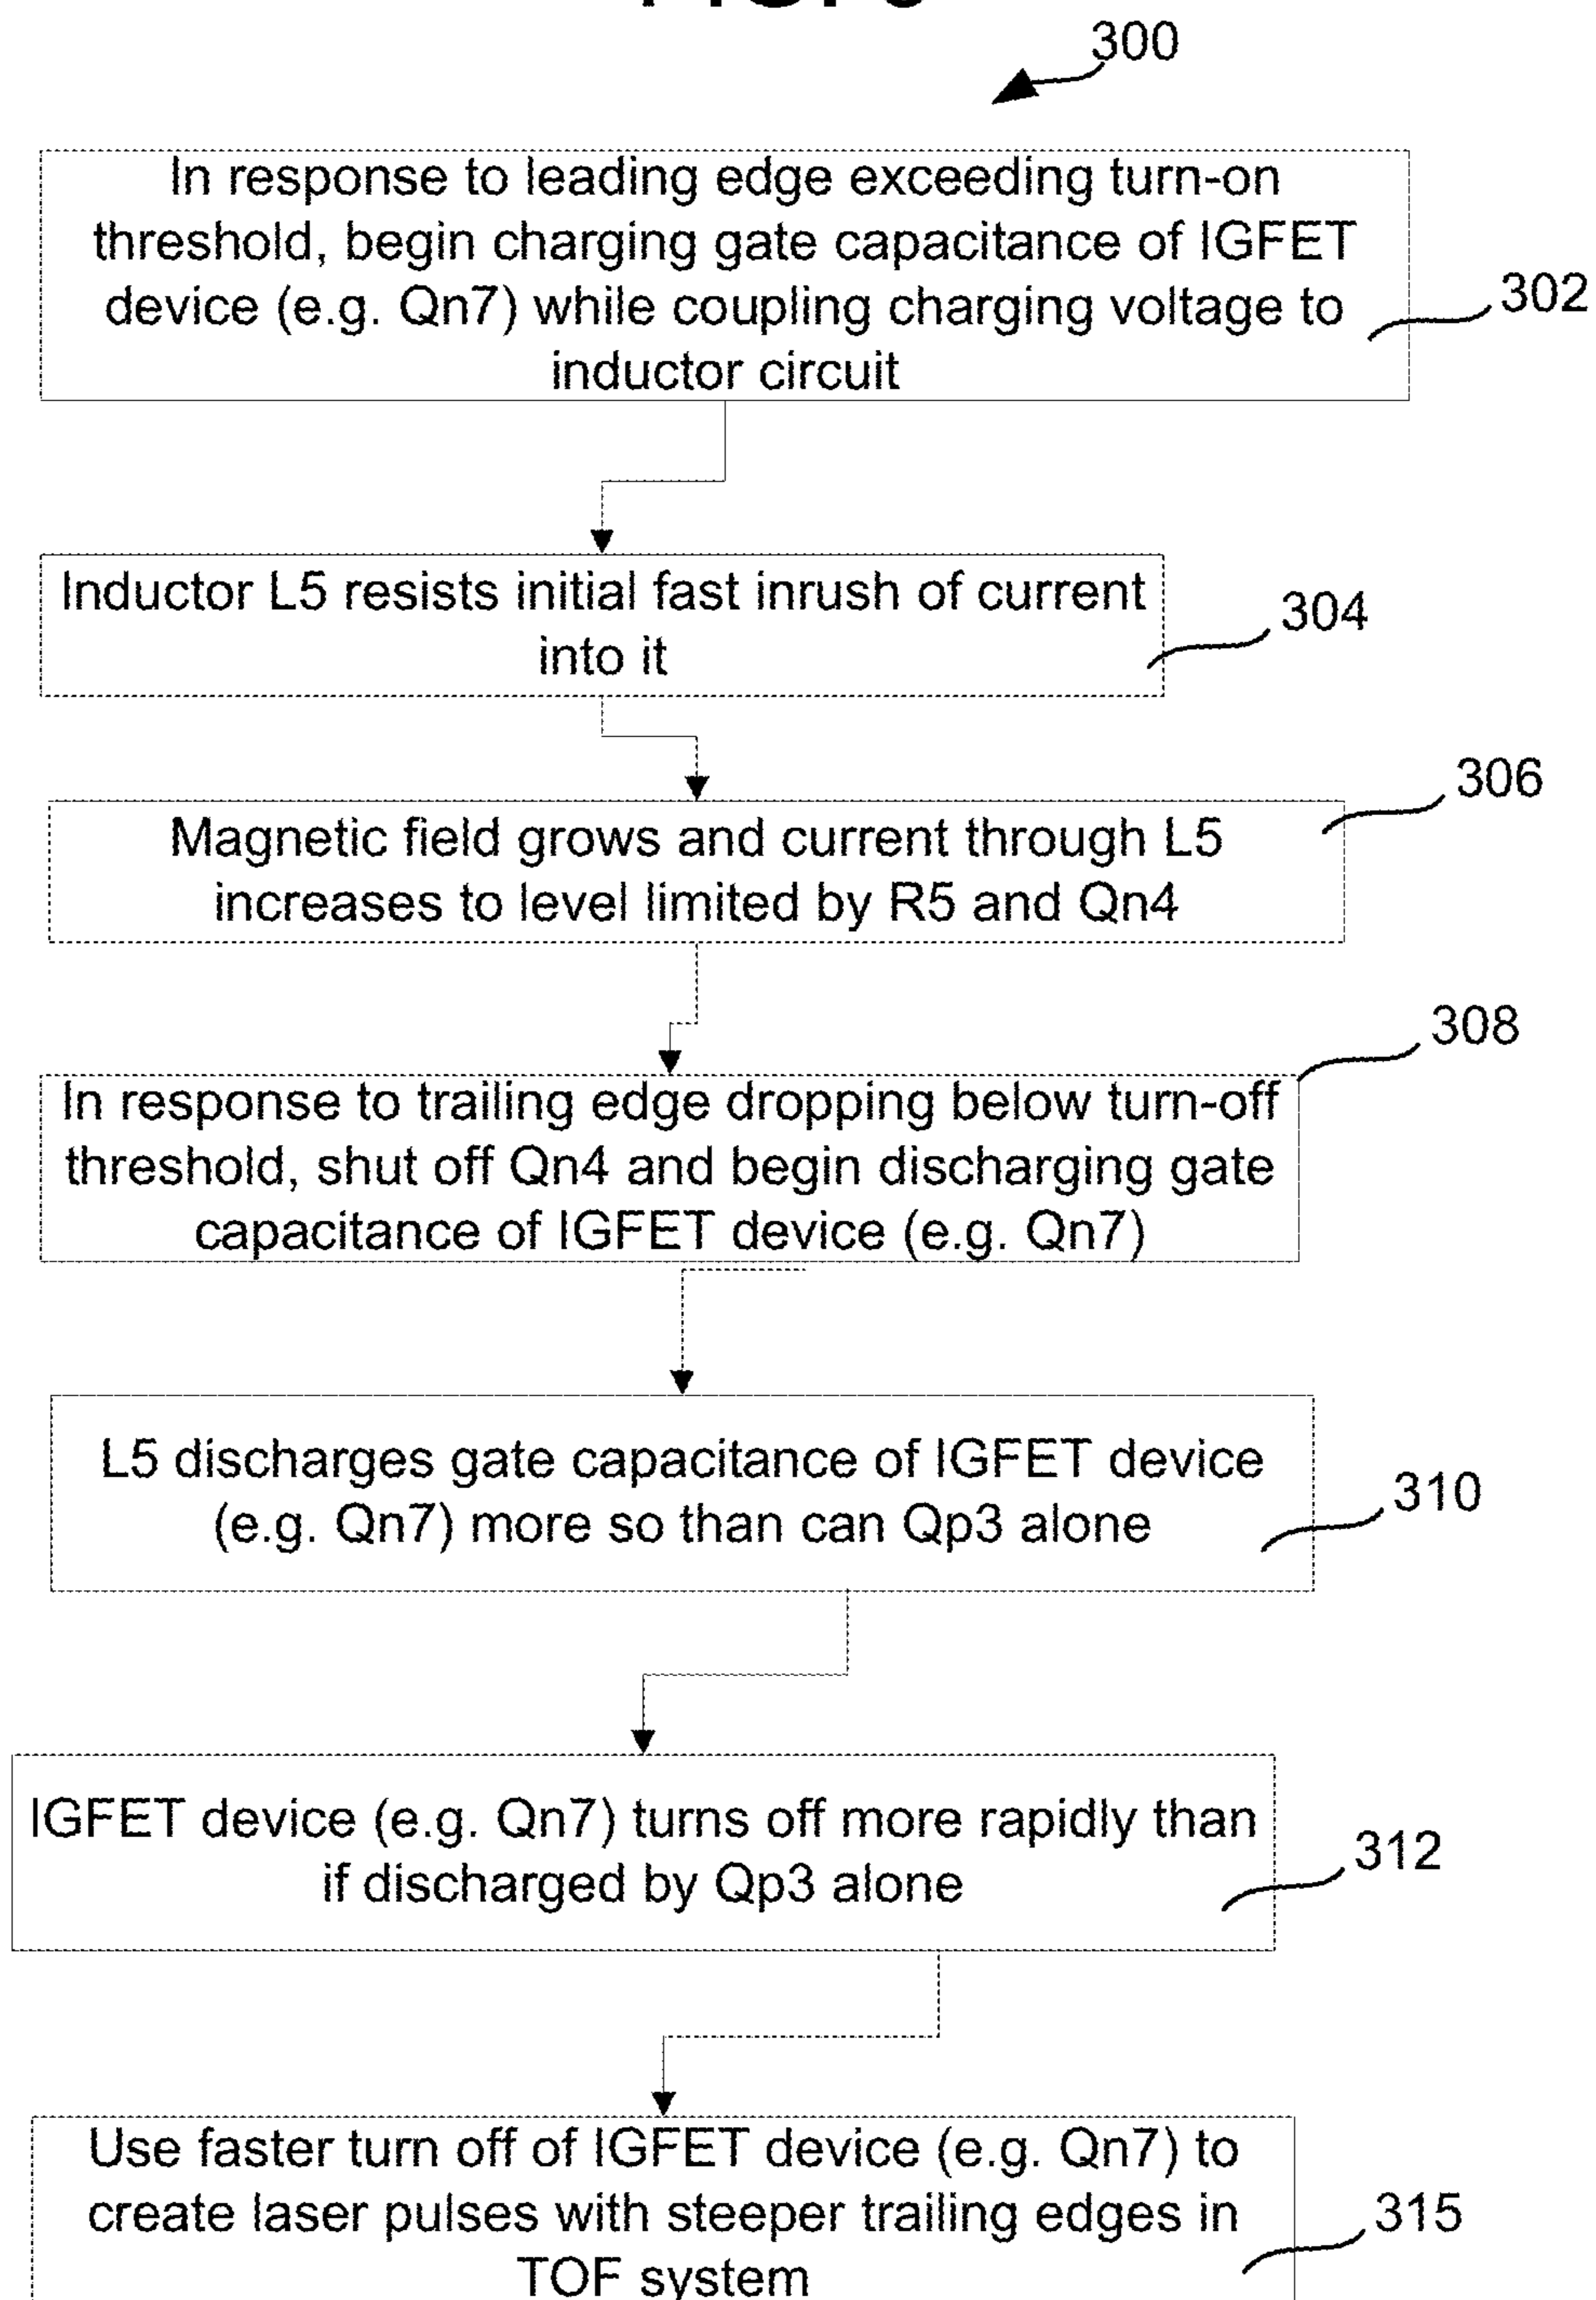 300
In response to leading edge exceeding turn-on
threshold, begin charging gate capacitance of IGFET
device (e.g. Qn7) while coupling charging voltage to
inductor circuit
302
Inductor L5 resists initial fast inrush of current
into it
304
Magnetic field grows and current through L5
increases to level limited by R5 and Qn4
306
In response to trailing edge dropping below turn-off
threshold, shut off Qn4 and begin discharging gate
capacitance of IGFET device (e.g. Qn7)
308
L5 discharges gate capacitance of IGFET device
(e.g. Qn7) more so than can Qp3 alone
310
IGFET device (e.g. Qn7) turns off more rapidly than
if discharged by Qp3 alone
312
Use faster turn off of IGFET device (e.g. Qn7) to
create laser pulses with steeper trailing edges in
TOF system
315